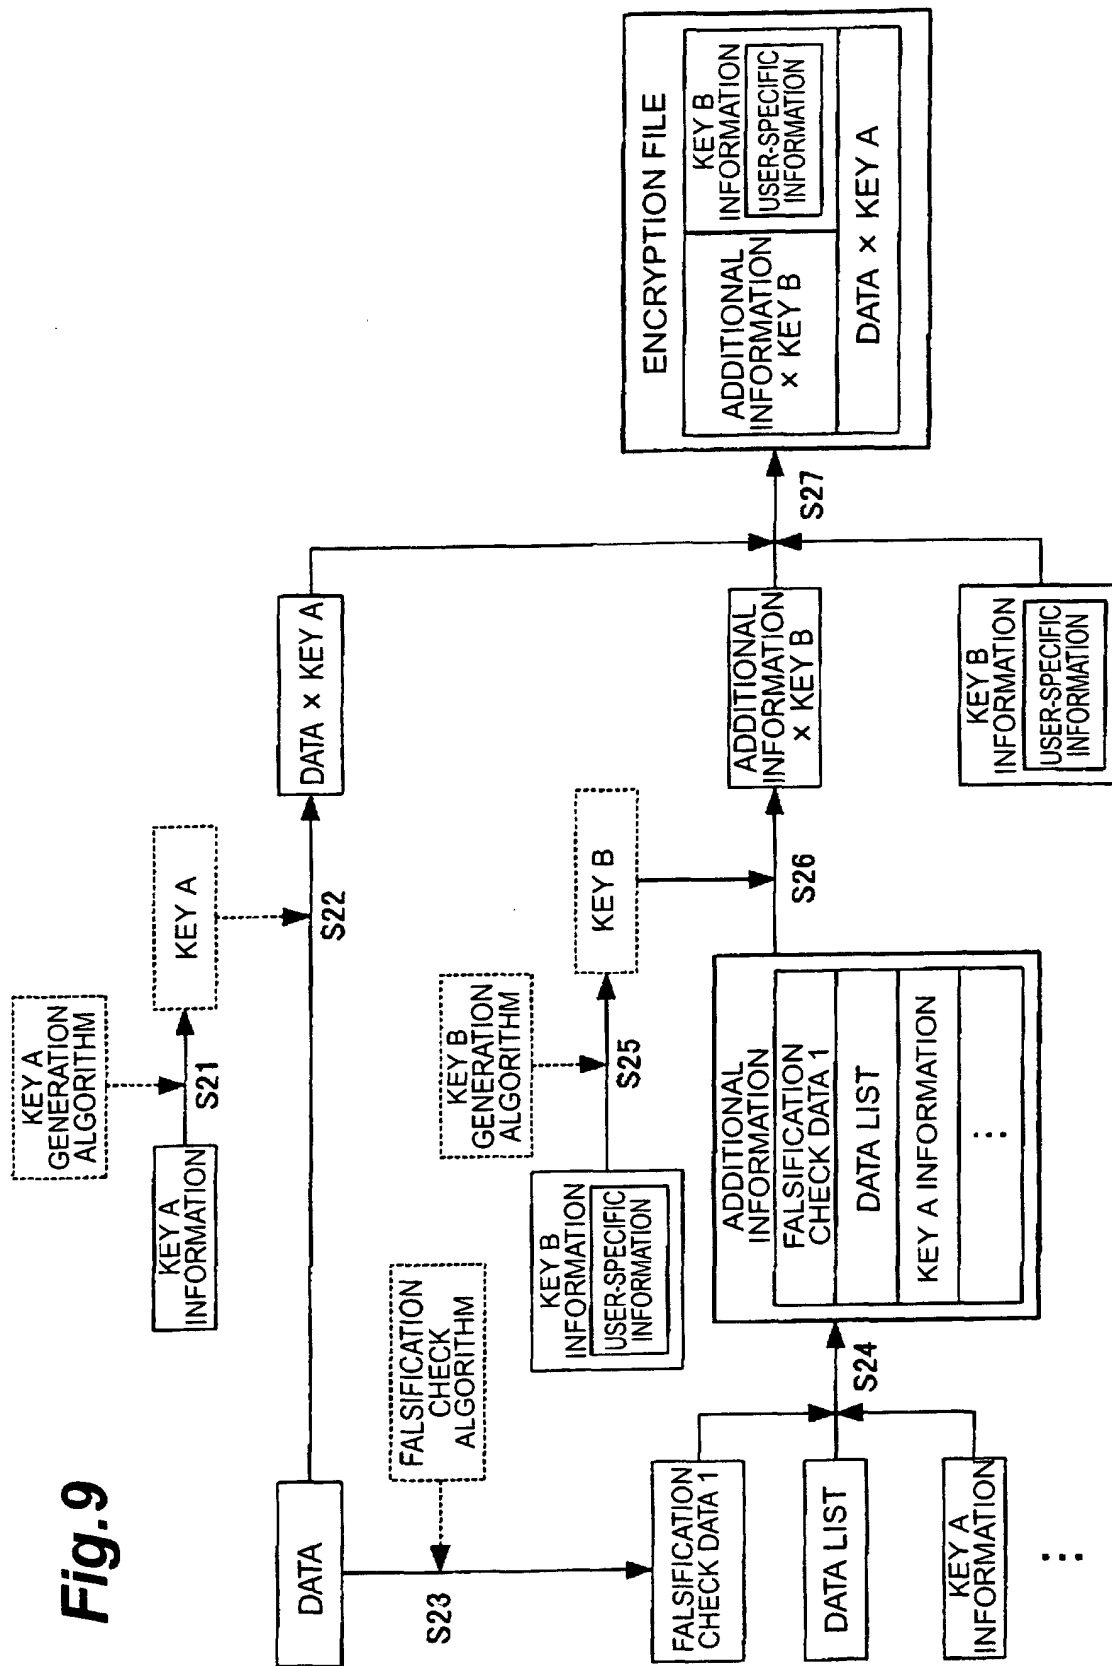 Fig.9
KEY A
GENERATION
ALGORITHM
KEY A
INFORMATION
S21
KEY A
DATA
S22
DATA × KEY A
FALSIFICATION
CHECK
ALGORITHM
S23
KEY B
GENERATION
ALGORITHM
KEY B
INFORMATION
USER-SPECIFIC
INFORMATION
S25
KEY B
FALSIFICATION
CHECK DATA 1
DATA LIST
KEY A
INFORMATION
⋮
S24
ADDITIONAL
INFORMATION
FALSIFICATION
CHECK DATA 1
DATA LIST
KEY A INFORMATION
⋮
S26
ADDITIONAL
INFORMATION
× KEY B
KEY B
INFORMATION
USER-SPECIFIC
INFORMATION
S27
ENCRYPTION FILE
ADDITIONAL
INFORMATION
× KEY B
KEY B
INFORMATION
USER-SPECIFIC
INFORMATION
DATA × KEY A